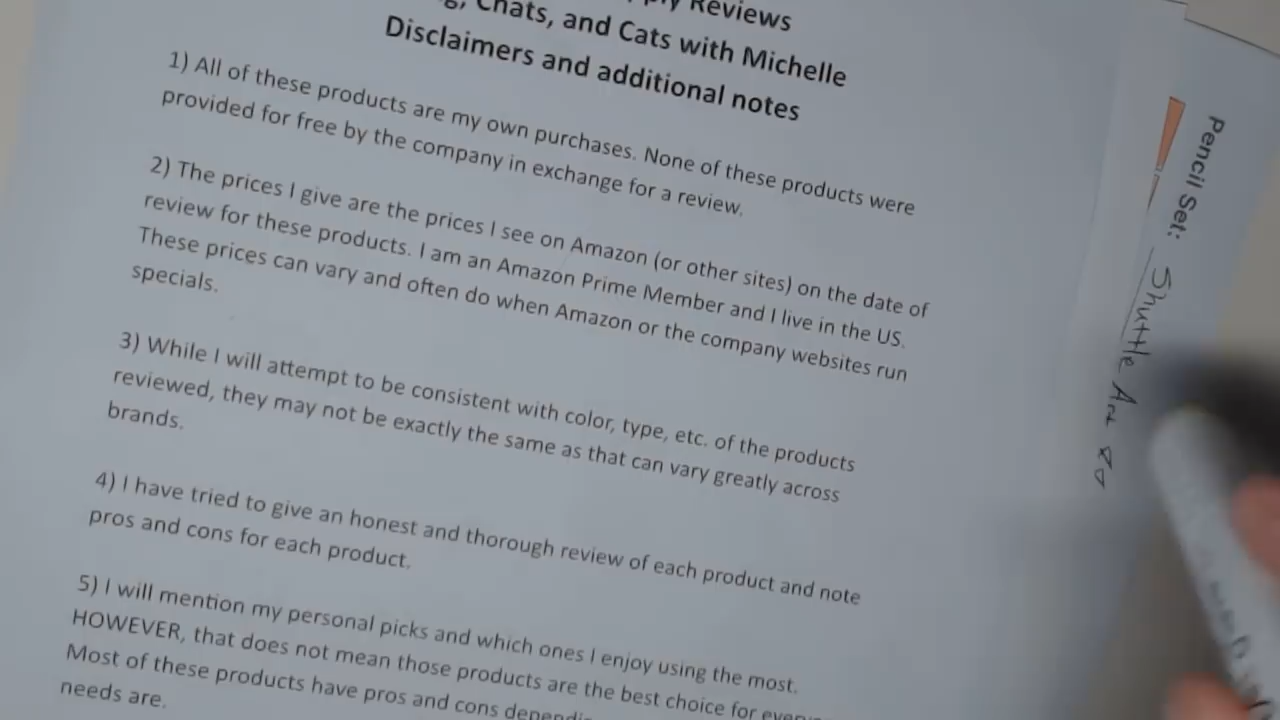 Reviews
Chats, and Cats with Michelle
Disclaimers and additional notes
1) All of these products are my own purchases. None of these products were
provided for free by the company in exchange for a review.
2) The prices I give are the prices I see on Amazon (or other sites) on the date of
review for these products. I am an Amazon Prime Member and I live in the US.
These prices can vary and often do when Amazon or the company websites run
specials.
3) While I will attempt to be consistent with color, type, etc. of the products
reviewed, they may not be exactly the same as that can vary greatly across
brands.
4) I have tried to give an honest and thorough review of each product and note
pros and cons for each product.
5) I will mention my personal picks and which ones I enjoy using the most.
HOWEVER, that does not mean those products are the best choice for
Most of these products have pros and cons
needs are.
Pencil Set: Shuttle Art